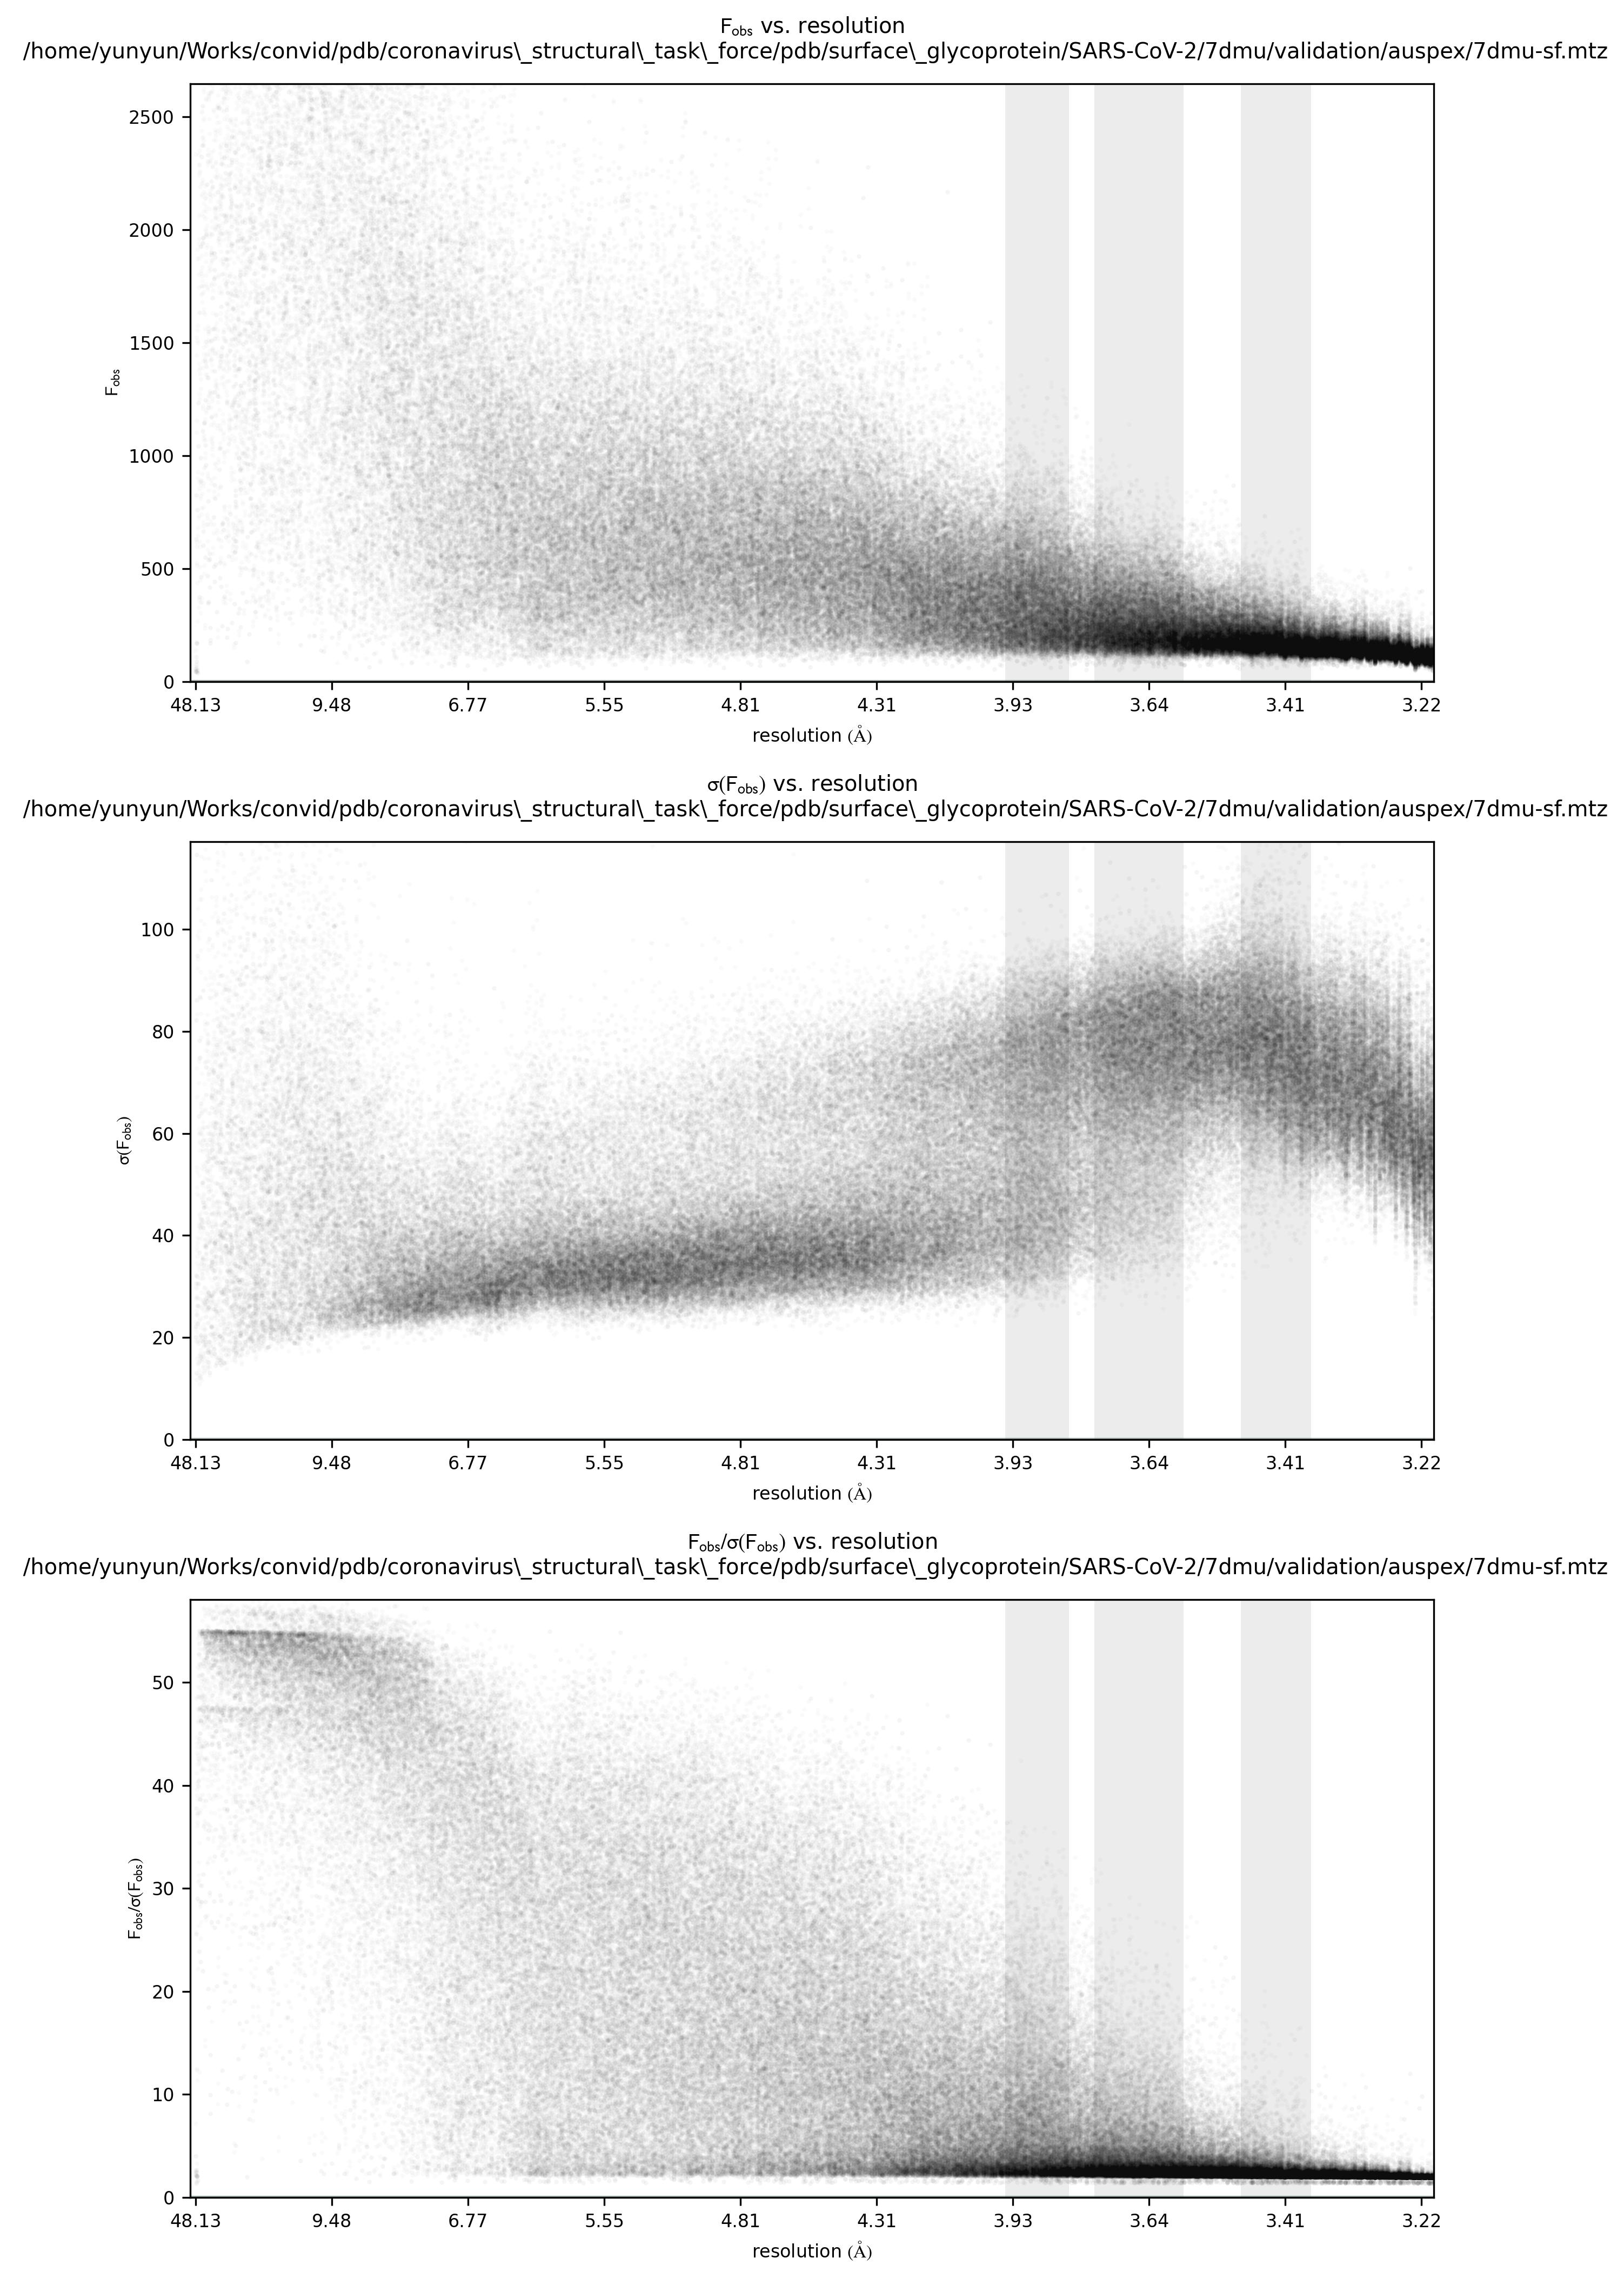 Fobs vs. resolution
/home/yunyun/Works/convid/pdb/coronavirus\_structural\_task\_force/pdb/surface\_glycoprotein/SARS-CoV-2/7dmu/validation/auspex/7dmu-sf.mtz
2500
2000
1500
1000
500
0
Fobs
48.13 9.48 6.77 5.55 4.81 4.31 3.93 3.64 3.41 3.22
resolution (Å)
σ(Fobs) vs. resolution
/home/yunyun/Works/convid/pdb/coronavirus\_structural\_task\_force/pdb/surface\_glycoprotein/SARS-CoV-2/7dmu/validation/auspex/7dmu-sf.mtz
100
80
60
40
20
0
σ(Fobs)
48.13 9.48 6.77 5.55 4.81 4.31 3.93 3.64 3.41 3.22
resolution (Å)
Fobs/σ(Fobs) vs. resolution
/home/yunyun/Works/convid/pdb/coronavirus\_structural\_task\_force/pdb/surface\_glycoprotein/SARS-CoV-2/7dmu/validation/auspex/7dmu-sf.mtz
50
40
30
20
10
0
Fobs/σ(Fobs)
48.13 9.48 6.77 5.55 4.81 4.31 3.93 3.64 3.41 3.22
resolution (Å)